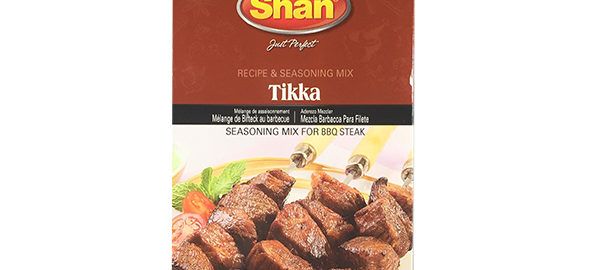 Shan
Just Perfect
RECIPE & SEASONING MIX
Tikka
Mélange de assaisonnement
Mélange de Bifteck au barbecue
Aderezo Mezclar
Mezcla Barbacoa Para Filete
SEASONING MIX FOR BBQ STEAK